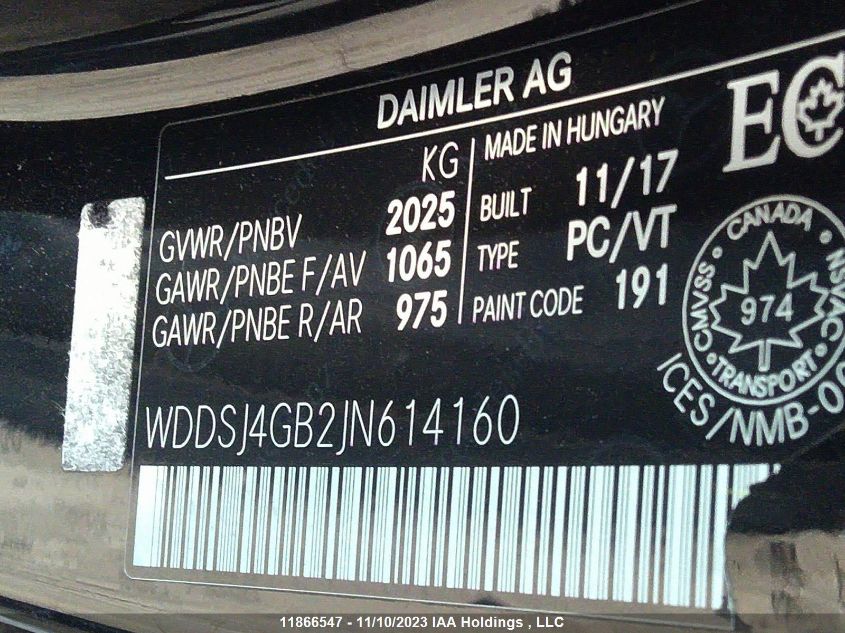 DAIMLER AG
MADE IN HUNGARY
KG
GVWR/PNBV 2025
GAWR/PNBE F/AV 1065
GAWR/PNBE R/AR 975
BUILT 11/17
TYPE PC/VT
PAINT CODE 191
EC
CANADA
CMVSS
NSVAC
974
TRANSPORT
ICES/NMB-0
WDDSJ4GB2JN614160
11866547 - 11/10/2023 IAA Holdings , LLC